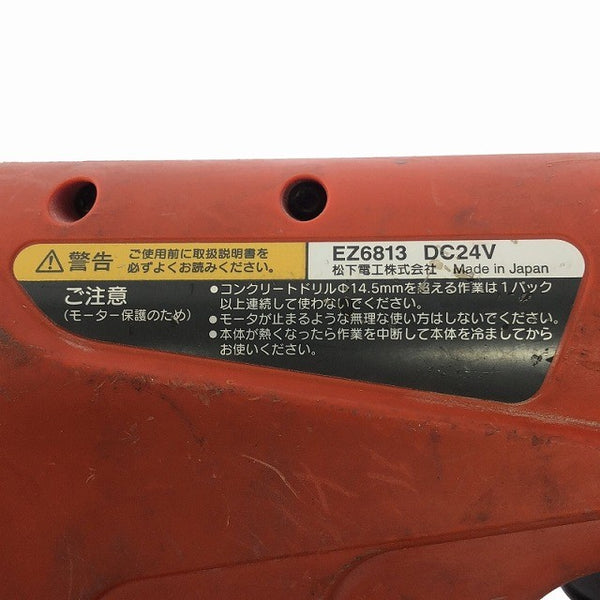 警告
ご使用前に取扱説明書を
必ずよくお読みください。
EZ6813 DC24V
松下電工株式会社 Made in Japan
ご注意
(モーター保護のため)
●コンクリートドリルΦ14.5mmを超える作業は1パック
以上連続して使わないでください。
●モータが止まるような無理な使い方はしないでください。
●本体が熱くなったら作業を中断して本体を冷ましてから
お使いください。